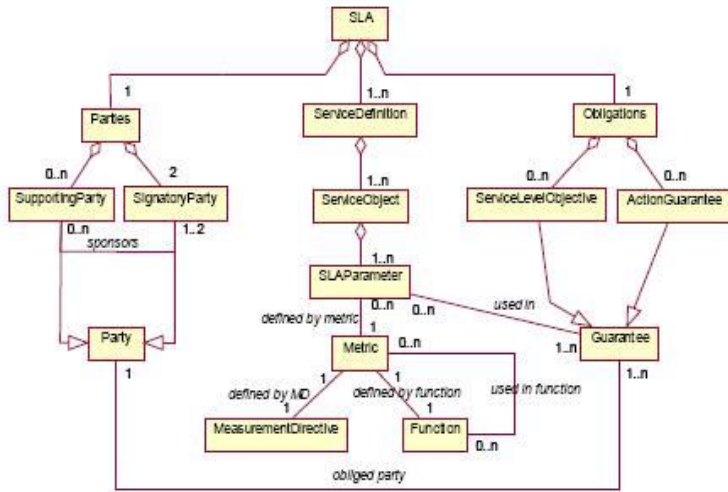 SLA
1
1..n
1
Parties
ServiceDefinition
Obligations
0..n
2
1..n
0..n
0..n
SupportingParty
SignatoryParty
ServiceObject
ServiceLevelObjective
ActionGuarantee
0..n
1..2
sponsors
1..n
SLAParameter
0..n
0..n
used in
defined by metric
1
0..n
1..n
Party
Metric
Guarantee
1
1..n
1
1
defined by MD
defined by function
used in function
1
1
MeasurementDirective
Function
0..n
obliged party